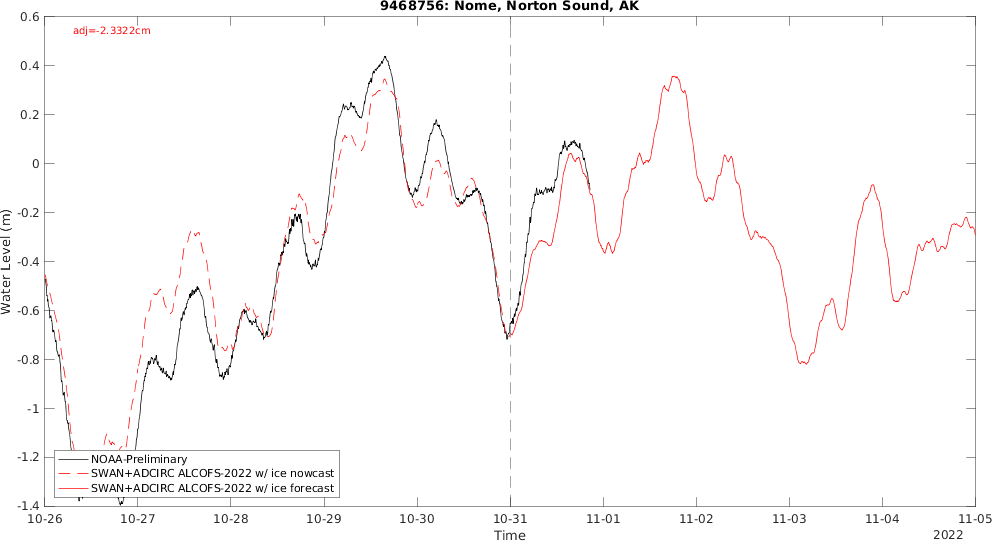 9468756: Nome, Norton Sound, AK
adj=-2.3322cm
Water Level (m)
0.6
0.4
0.2
0
-0.2
-0.4
-0.6
-0.8
-1
-1.2
-1.4
NOAA-Preliminary
SWAN+ADCIRC ALCOFS-2022 w/ ice nowcast
SWAN+ADCIRC ALCOFS-2022 w/ ice forecast
10-26 10-27 10-28 10-29 10-30 10-31 11-01 11-02 11-03 11-04 11-05
Time
2022